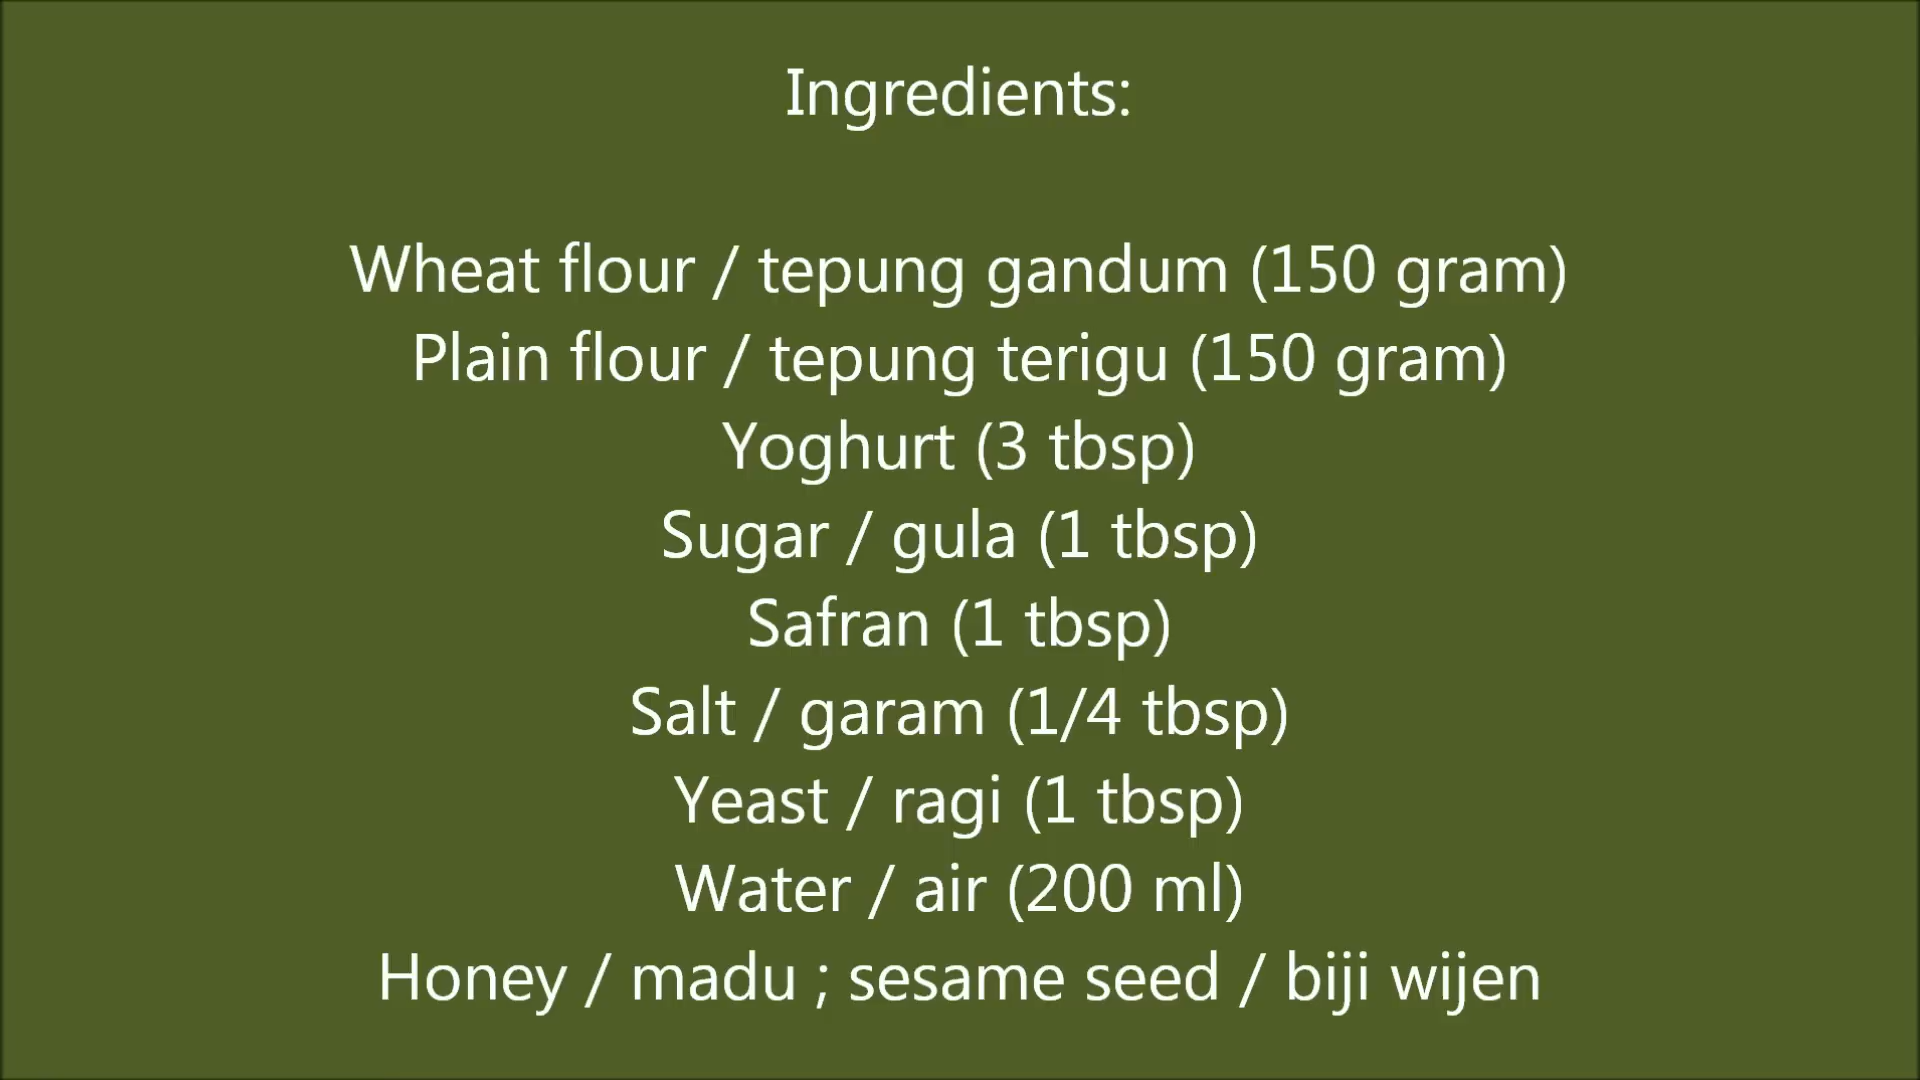 Ingredients:
Wheat flour / tepung gandum (150 gram)
Plain flour / tepung terigu (150 gram)
Yoghurt (3 tbsp)
Sugar / gula (1 tbsp)
Safran (1 tbsp)
Salt / garam (1/4 tbsp)
Yeast / ragi (1 tbsp)
Water / air (200 ml)
Honey / madu ; sesame seed / biji wijen